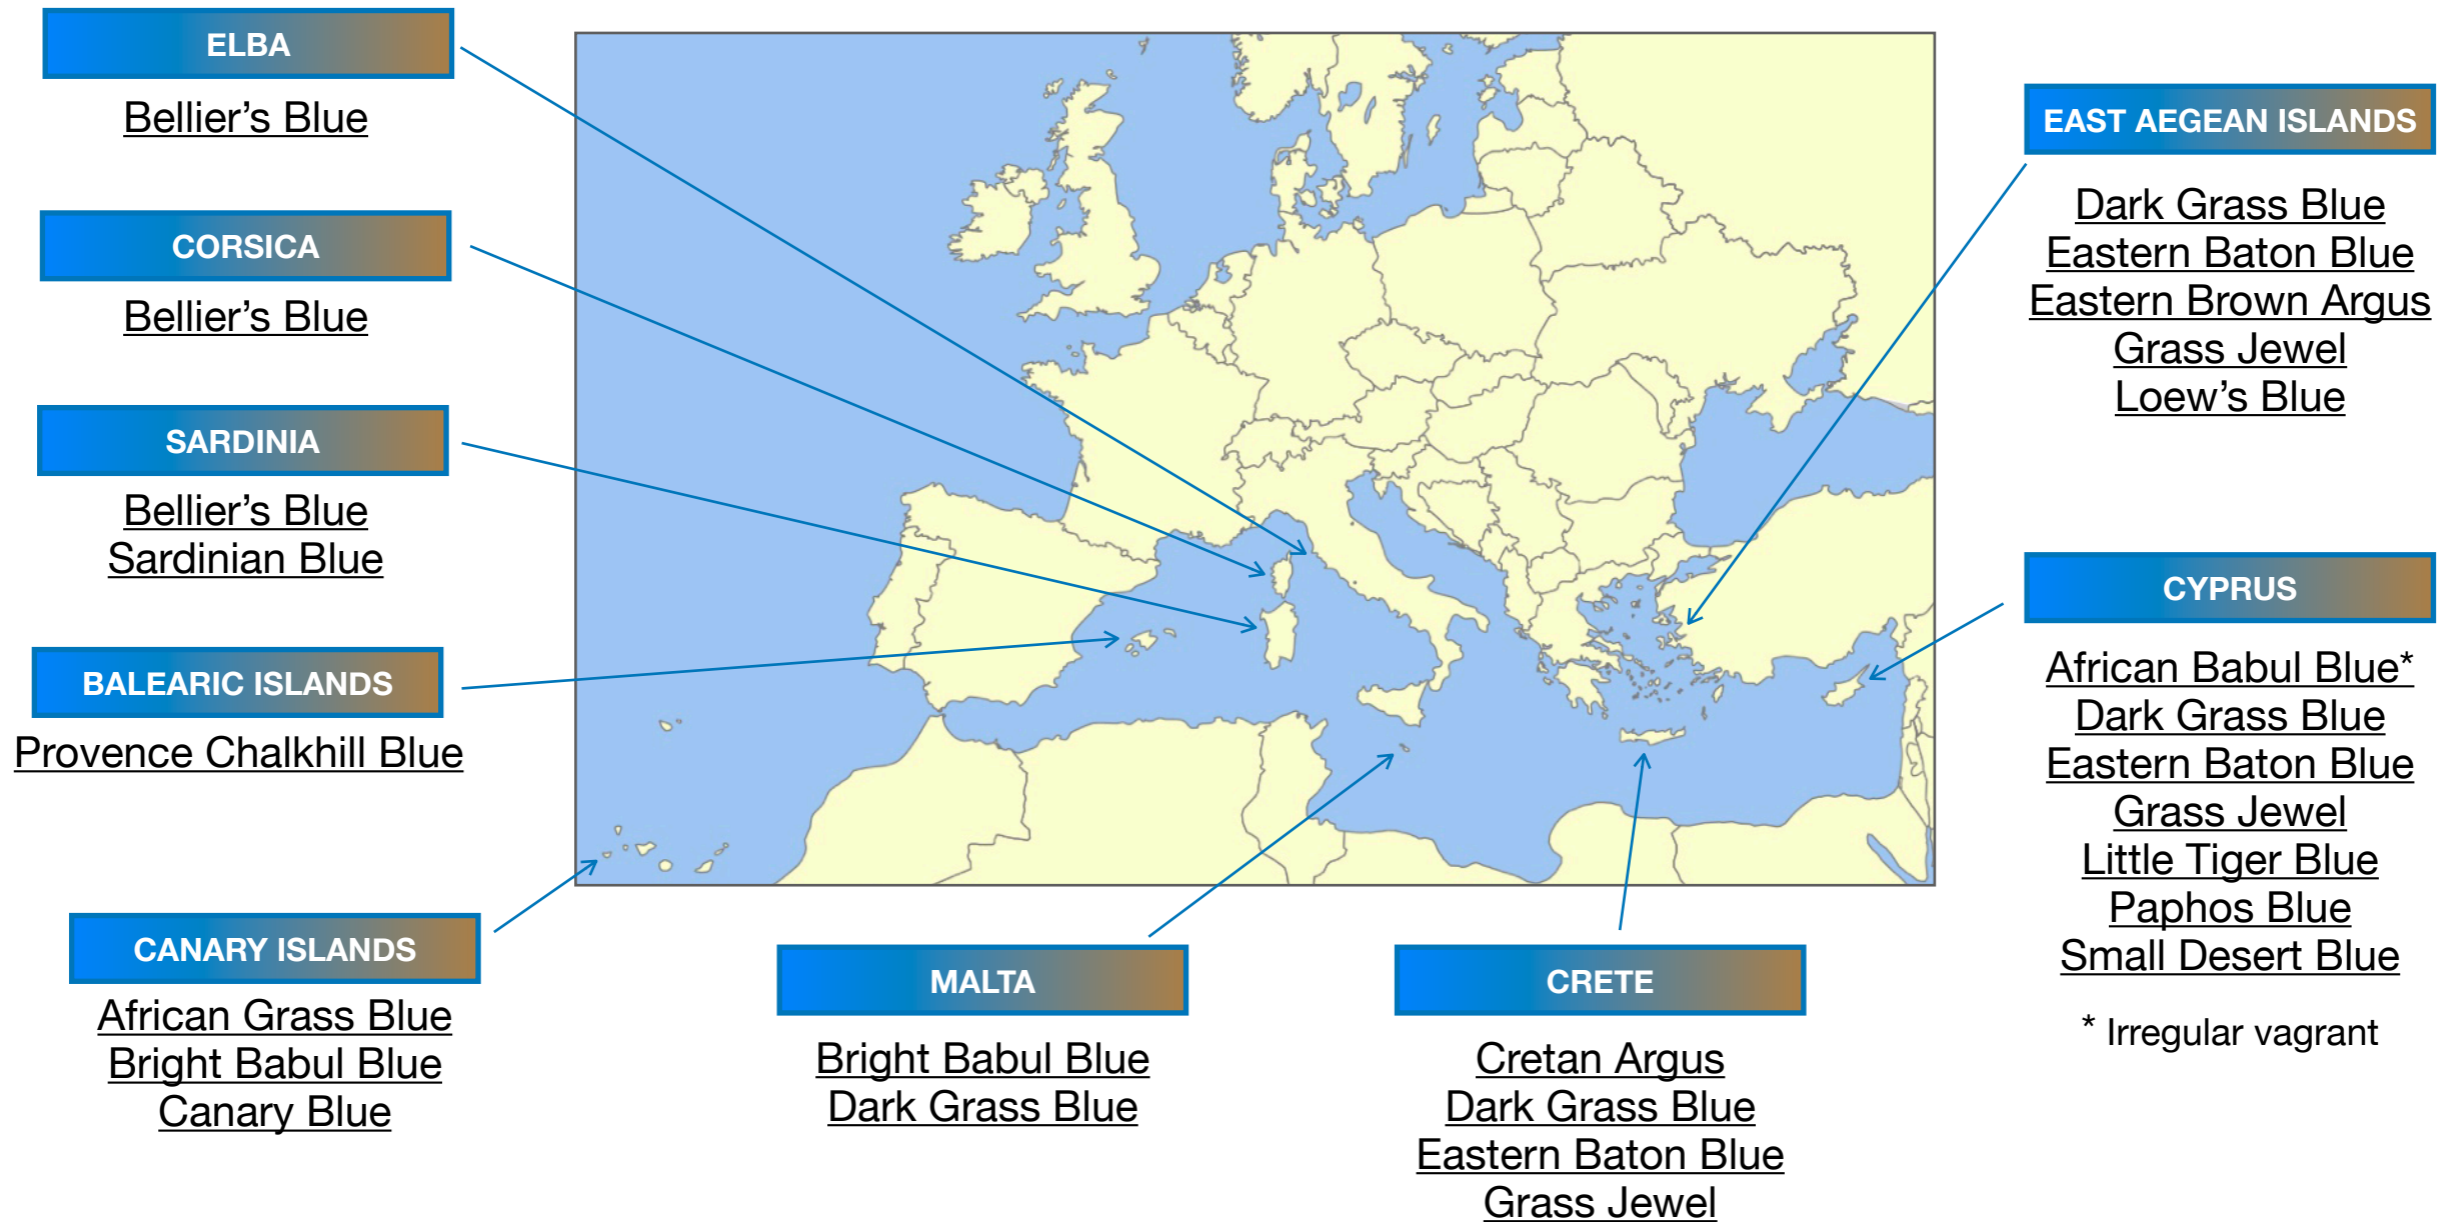 ELBA
Bellier’s Blue
CORSICA
Bellier’s Blue
SARDINIA
Bellier’s Blue
Sardinian Blue
BALEARIC ISLANDS
Provence Chalkhill Blue
CANARY ISLANDS
African Grass Blue
Bright Babul Blue
Canary Blue
MALTA
Bright Babul Blue
Dark Grass Blue
CRETE
Cretan Argus
Dark Grass Blue
Eastern Baton Blue
Grass Jewel
EAST AEGEAN ISLANDS
Dark Grass Blue
Eastern Baton Blue
Eastern Brown Argus
Grass Jewel
Loew’s Blue
CYPRUS
African Babul Blue*
Dark Grass Blue
Eastern Baton Blue
Grass Jewel
Little Tiger Blue
Paphos Blue
Small Desert Blue
* Irregular vagrant